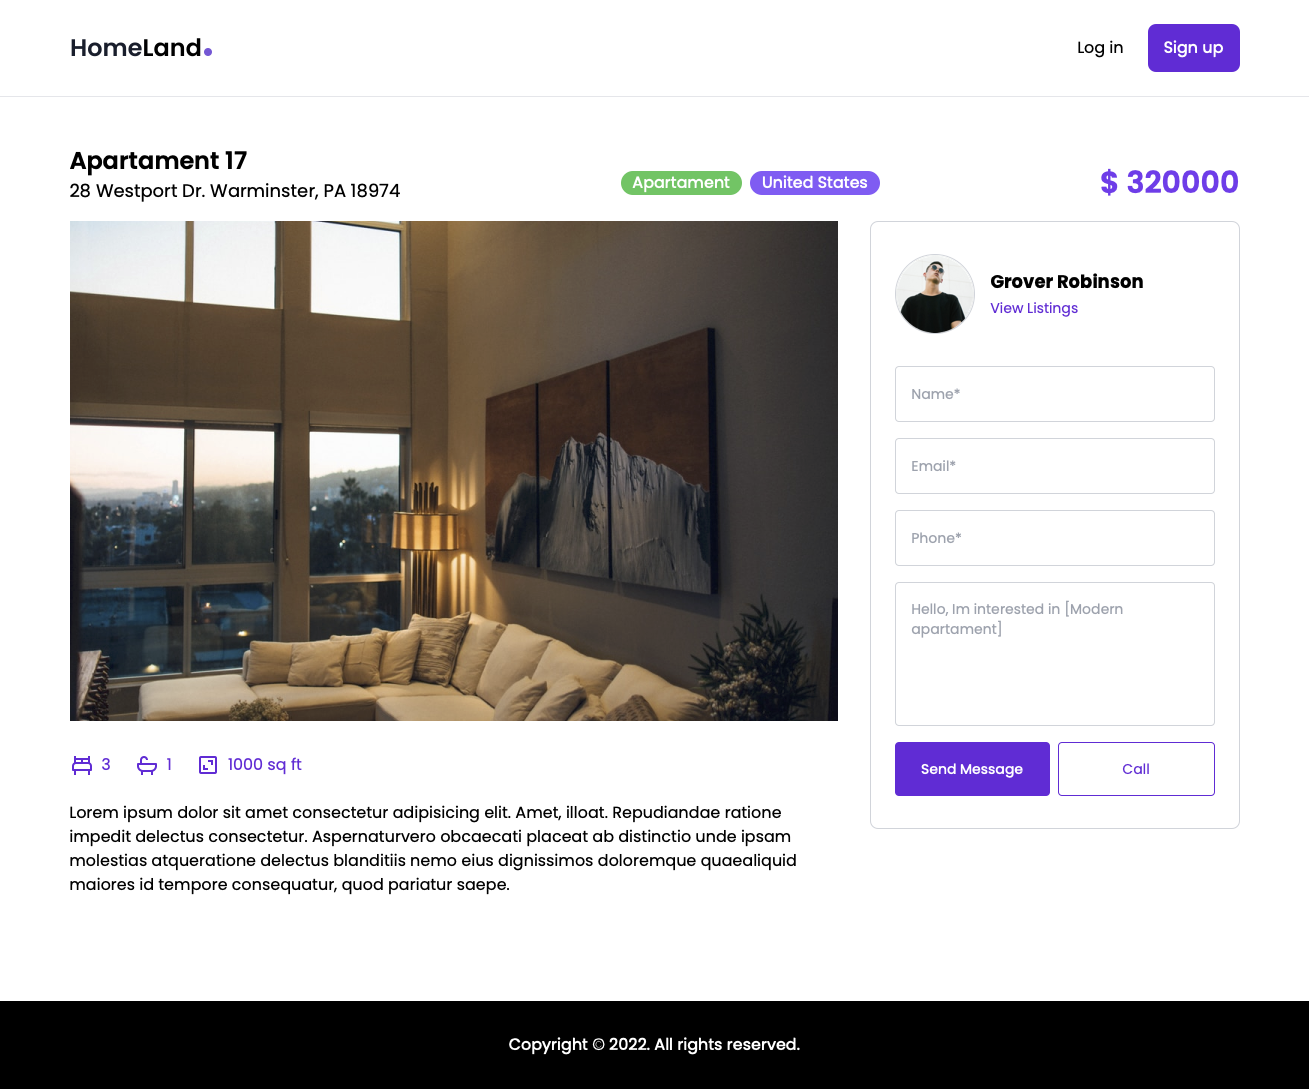 HomeLand
Log in
Sign up
Apartament 17
28 Westport Dr. Warminster, PA 18974
Apartament
United States
$ 320000
Grover Robinson
View Listings
Name*
Email*
Phone*
Hello, Im interested in [Modern
apartament]
Send Message
Call
3
1
1000 sq ft
Lorem ipsum dolor sit amet consectetur adipisicing elit. Amet, illoat. Repudiandae ratione
impedit delectus consectetur. Aspernaturvero obcaecati placeat ab distinctio unde ipsam
molestias atqueratione delectus blanditiis nemo eius dignissimos doloremque quaealiquid
maiores id tempore consequatur, quod pariatur saepe.
Copyright © 2022. All rights reserved.